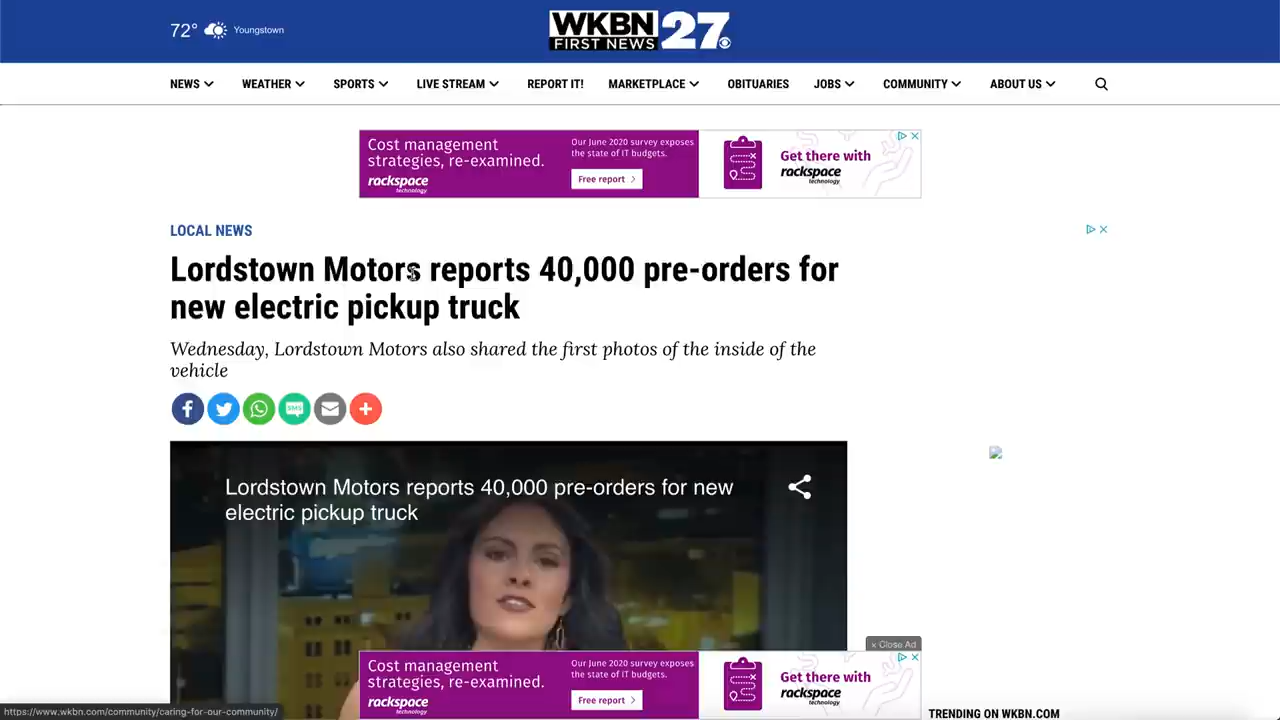 72° Youngstown
WKBN 27
FIRST NEWS
NEWS WEATHER SPORTS LIVE STREAM REPORT IT! MARKETPLACE OBITUARIES JOBS COMMUNITY ABOUT US
Cost management
strategies, re-examined.
rackspace
technology
Our June 2020 survey exposes
the state of IT budgets.
Free report >
Get there with
rackspace
technology
LOCAL NEWS
Lordstown Motors reports 40,000 pre-orders for
new electric pickup truck
Wednesday, Lordstown Motors also shared the first photos of the inside of the
vehicle
SMS
Lordstown Motors reports 40,000 pre-orders for new
electric pickup truck
× Close Ad
Cost management
strategies, re-examined.
rackspace
technology
Our June 2020 survey exposes
the state of IT budgets.
Free report >
Get there with
rackspace
technology
https://www.wkbn.com/community/caring-for-our-community/
TRENDING ON WKBN.COM